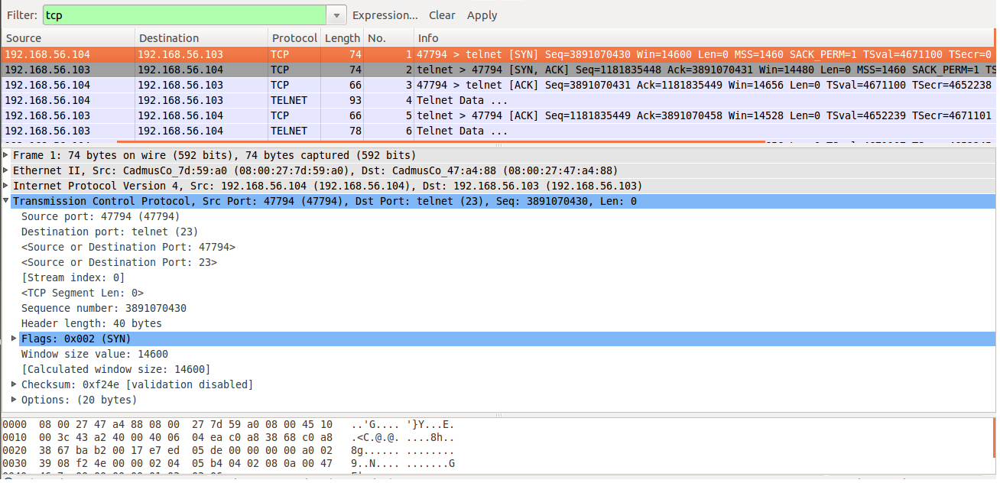 Filter: tcp Expression... Clear Apply
Source Destination Protocol Length No. Info
192.168.56.104 192.168.56.103 TCP 74 1 47794 > telnet [SYN] Seq=3891070430 Win=14600 Len=0 MSS=1460 SACK_PERM=1 TSval=4671100 TSecr=0
192.168.56.103 192.168.56.104 TCP 74 2 telnet > 47794 [SYN, ACK] Seq=1181835448 Ack=3891070431 Win=14480 Len=0 MSS=1460 SACK_PERM=1 TS
192.168.56.104 192.168.56.103 TCP 66 3 47794 > telnet [ACK] Seq=3891070431 Ack=1181835449 Win=14656 Len=0 TSval=4671100 TSecr=4652238
192.168.56.104 192.168.56.103 TELNET 93 4 Telnet Data ...
192.168.56.103 192.168.56.104 TCP 66 5 telnet > 47794 [ACK] Seq=1181835449 Ack=3891070458 Win=14528 Len=0 TSval=4652239 TSecr=4671101
192.168.56.103 192.168.56.104 TELNET 78 6 Telnet Data ...
Frame 1: 74 bytes on wire (592 bits), 74 bytes captured (592 bits)
Ethernet II, Src: CadmusCo_7d:59:a0 (08:00:27:7d:59:a0), Dst: CadmusCo_47:a4:88 (08:00:27:47:a4:88)
Internet Protocol Version 4, Src: 192.168.56.104 (192.168.56.104), Dst: 192.168.56.103 (192.168.56.103)
Transmission Control Protocol, Src Port: 47794 (47794), Dst Port: telnet (23), Seq: 3891070430, Len: 0
Source port: 47794 (47794)
Destination port: telnet (23)
<Source or Destination Port: 47794>
<Source or Destination Port: 23>
[Stream index: 0]
<TCP Segment Len: 0>
Sequence number: 3891070430
Header length: 40 bytes
Flags: 0x002 (SYN)
Window size value: 14600
[Calculated window size: 14600]
Checksum: 0xf24e [validation disabled]
Options: (20 bytes)
0000 08 00 27 47 a4 88 08 00 27 7d 59 a0 08 00 45 10 ..'G.... '}Y...E.
0010 00 3c 43 a2 40 00 40 06 04 ea c0 a8 38 68 c0 a8 .<C.@.@. ....8h..
0020 38 67 ba b2 00 17 e7 ed 05 de 00 00 00 00 a0 02 8g...... ........
0030 39 08 f2 4e 00 00 02 04 05 b4 04 02 08 0a 00 47 9..N.... .......G